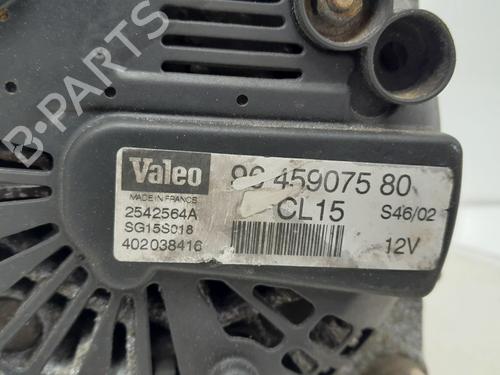 B-PARTS
Valeo 96 459075 80
MADE IN FRANCE CL15 S46/02
2542564A
SG15S018
402038416 12V